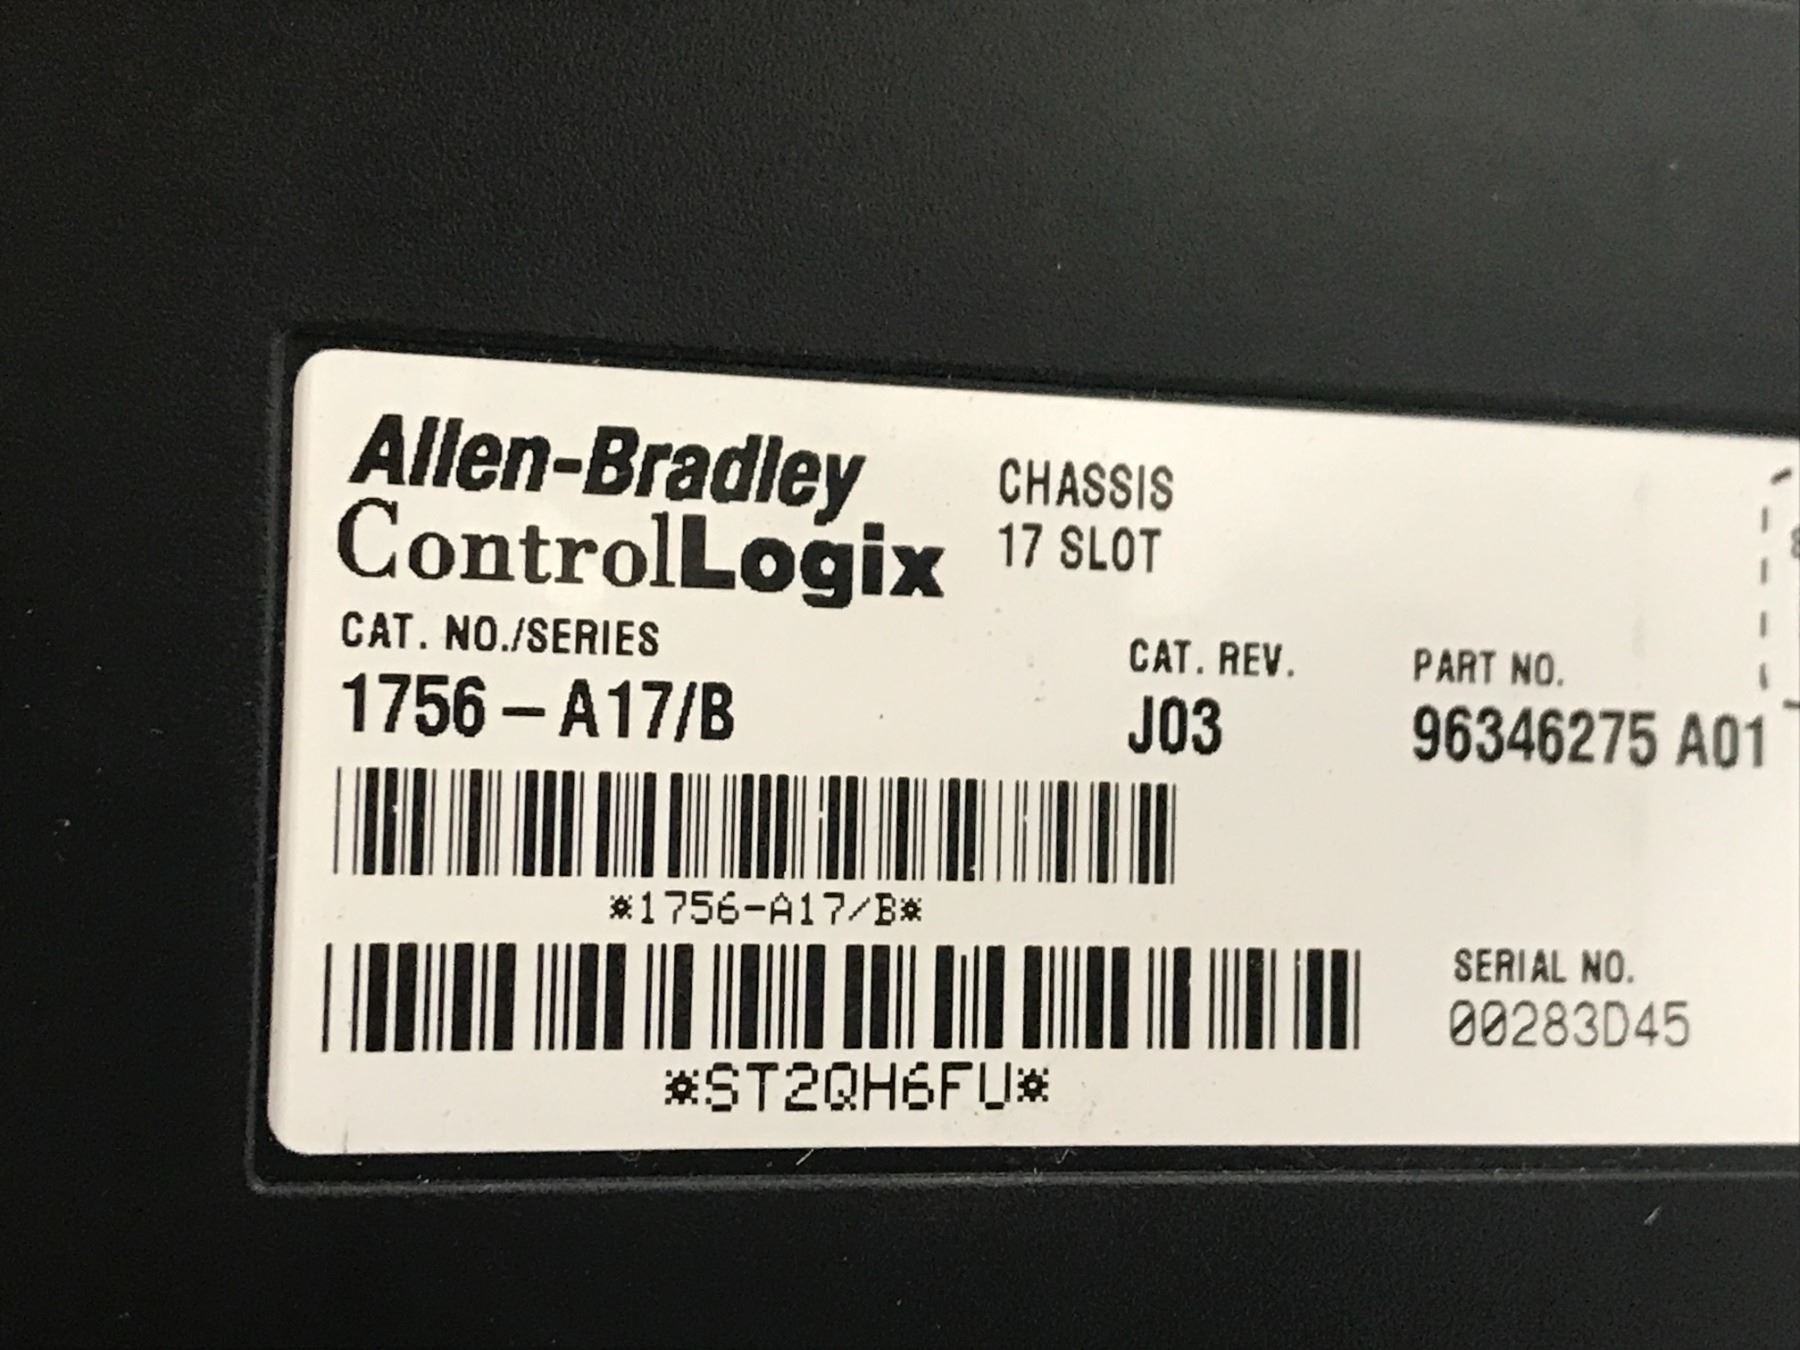 Allen-Bradley
ControlLogix
CHASSIS
17 SLOT
CAT. NO./SERIES
1756-A17/B
CAT. REV.
J03
PART NO.
96346275 A01
*1756-A17/B*
*ST2QH6FU*
SERIAL NO.
00283D45